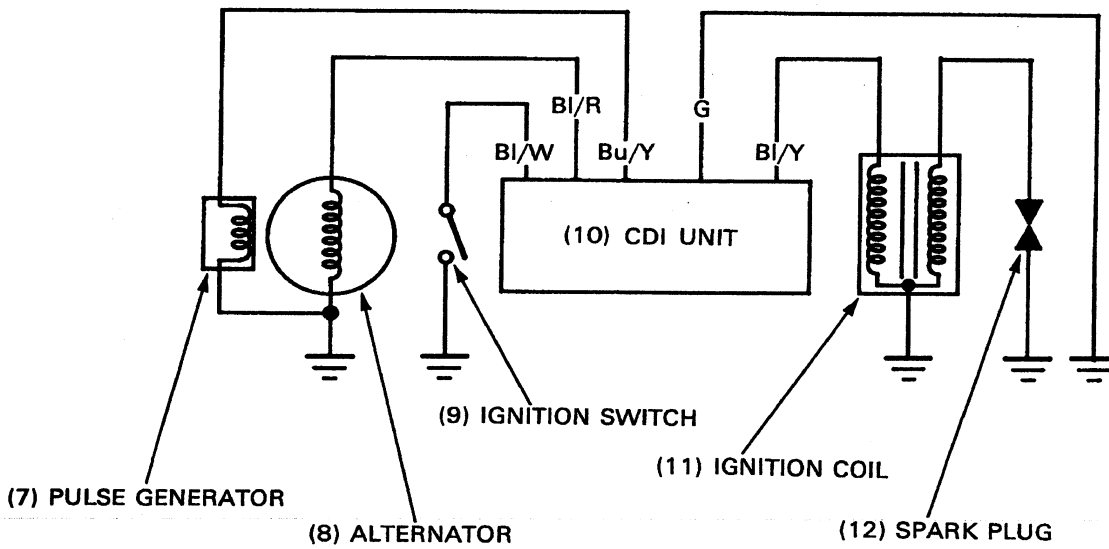 Bl/R
G
Bl/W
Bu/Y
Bl/Y
(10) CDI UNIT
(9) IGNITION SWITCH
(11) IGNITION COIL
(7) PULSE GENERATOR
(8) ALTERNATOR
(12) SPARK PLUG